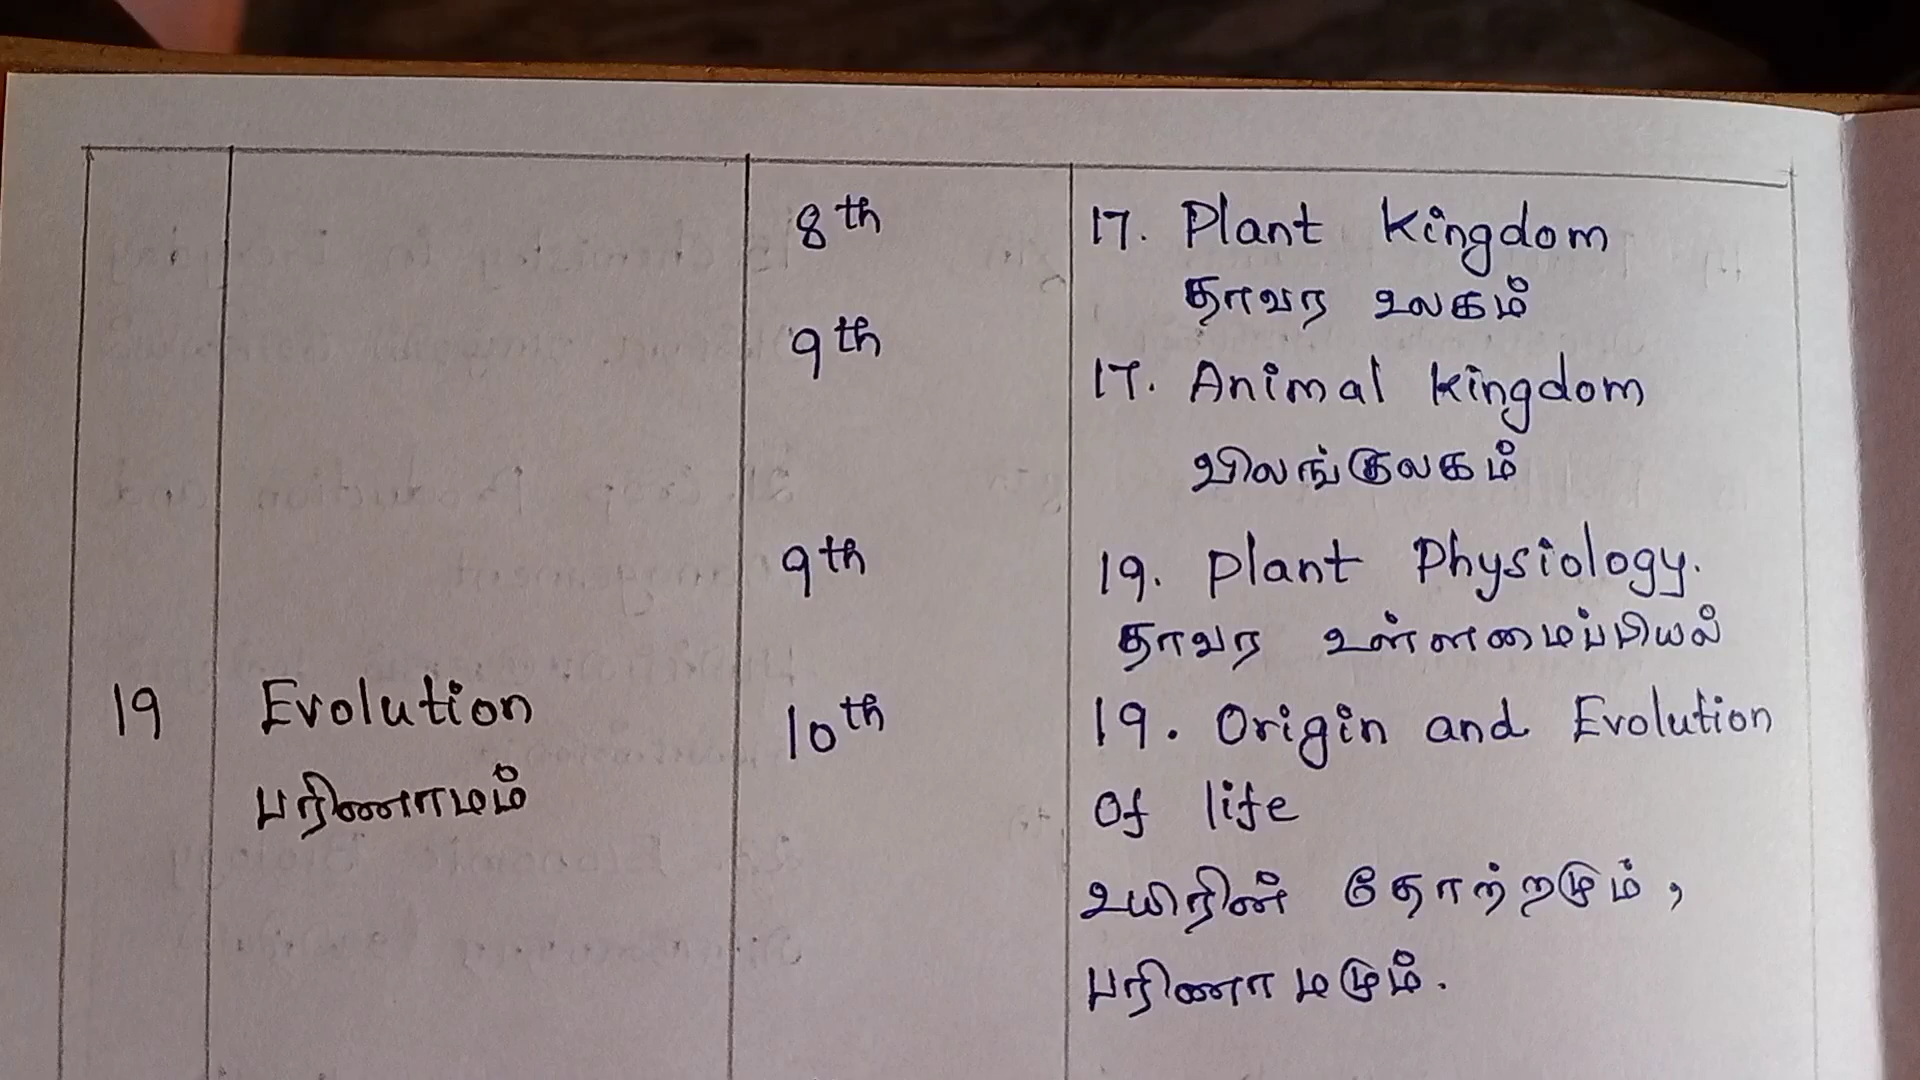 8th 17. Plant Kingdom
தாவர உலகம்
9th 17. Animal Kingdom
விலங்குலகம்
9th 19. Plant Physiology.
தாவர உள்ளமைப்பியல்
19 Evolution 10th 19. Origin and Evolution
பரிணாமம் Of life
உயிரின் தோற்றமும்,
பரிணாமமும்.